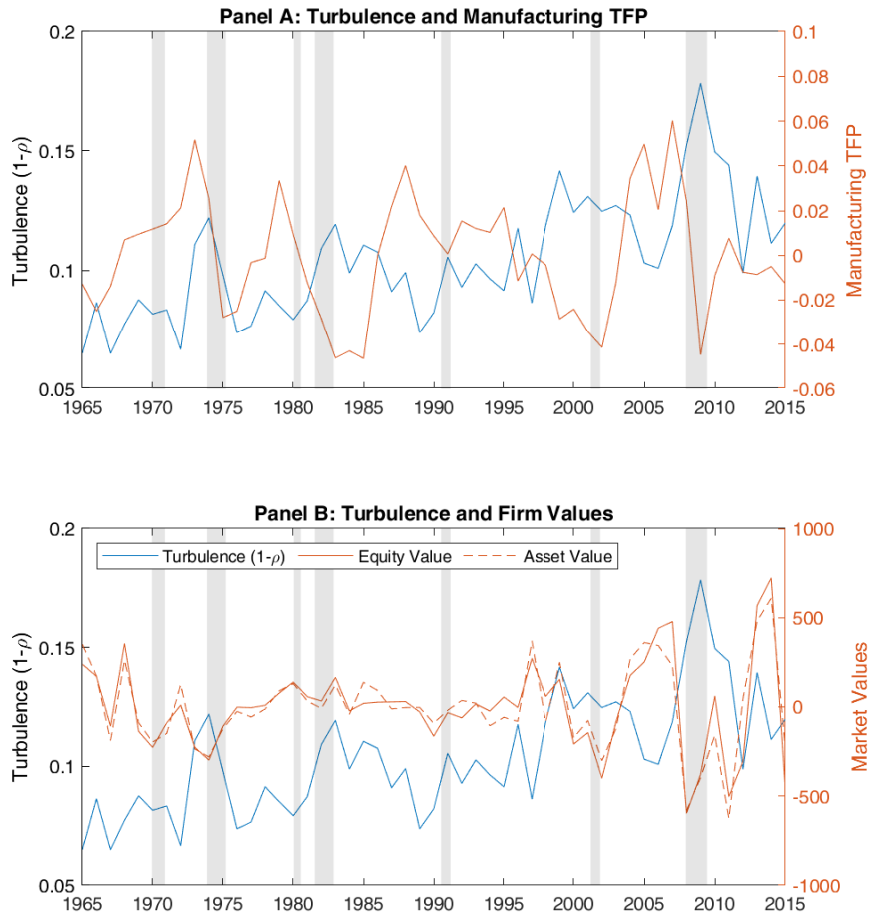 Panel A: Turbulence and Manufacturing TFP
0.2
0.15
0.1
0.05
Turbulence (1-ρ)
0.1
0.08
0.06
0.04
0.02
0
-0.02
-0.04
-0.06
Manufacturing TFP
1965 1970 1975 1980 1985 1990 1995 2000 2005 2010 2015
Panel B: Turbulence and Firm Values
Turbulence (1-ρ) Equity Value Asset Value
0.2
0.15
0.1
0.05
Turbulence (1-ρ)
1000
500
0
-500
-1000
Market Values
1965 1970 1975 1980 1985 1990 1995 2000 2005 2010 2015